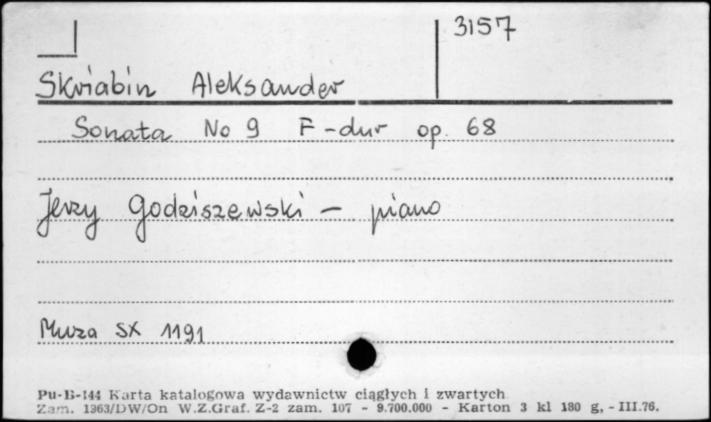 3157
Skriabin Aleksander
Sonata No 9 F-dur op. 68
Jerzy Godziszewski – piano
Muza SX 1191
Pu-B-144 Karta katalogowa wydawnictw ciągłych i zwartych
Zam. 1363/DW/On W.Z.Graf. Z-2 zam. 107 - 9.700.000 - Karton 3 kl 180 g, - III.76.